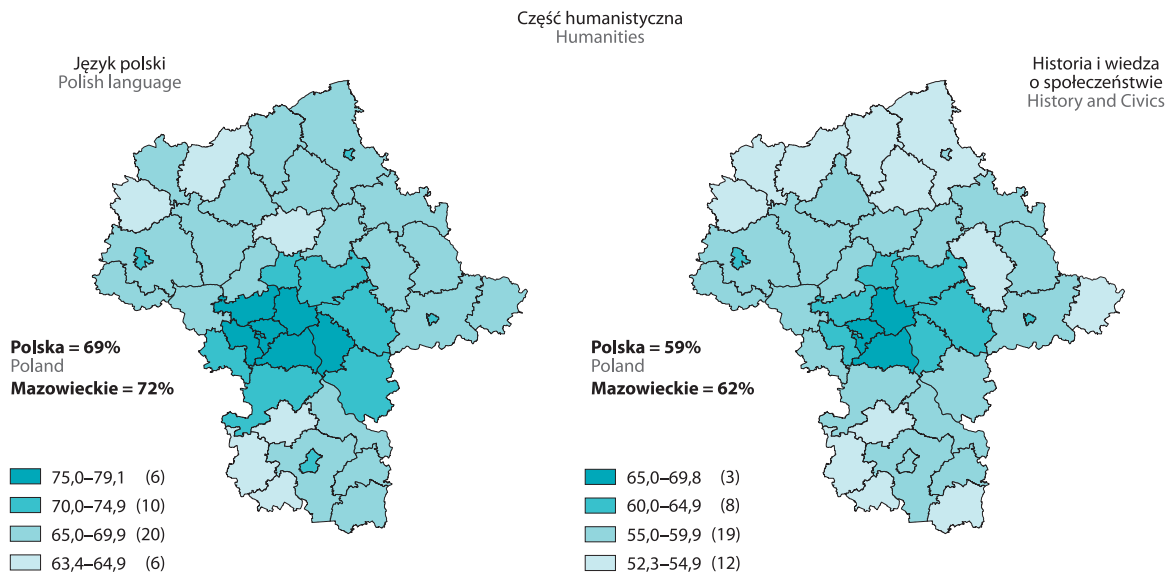 Część humanistyczna
Humanities
Język polski
Polish language
Polska = 69%
Poland
Mazowieckie = 72%
75,0–79,1 (6)
70,0–74,9 (10)
65,0–69,9 (20)
63,4–64,9 (6)
Historia i wiedza
o społeczeństwie
History and Civics
Polska = 59%
Poland
Mazowieckie = 62%
65,0–69,8 (3)
60,0–64,9 (8)
55,0–59,9 (19)
52,3–54,9 (12)